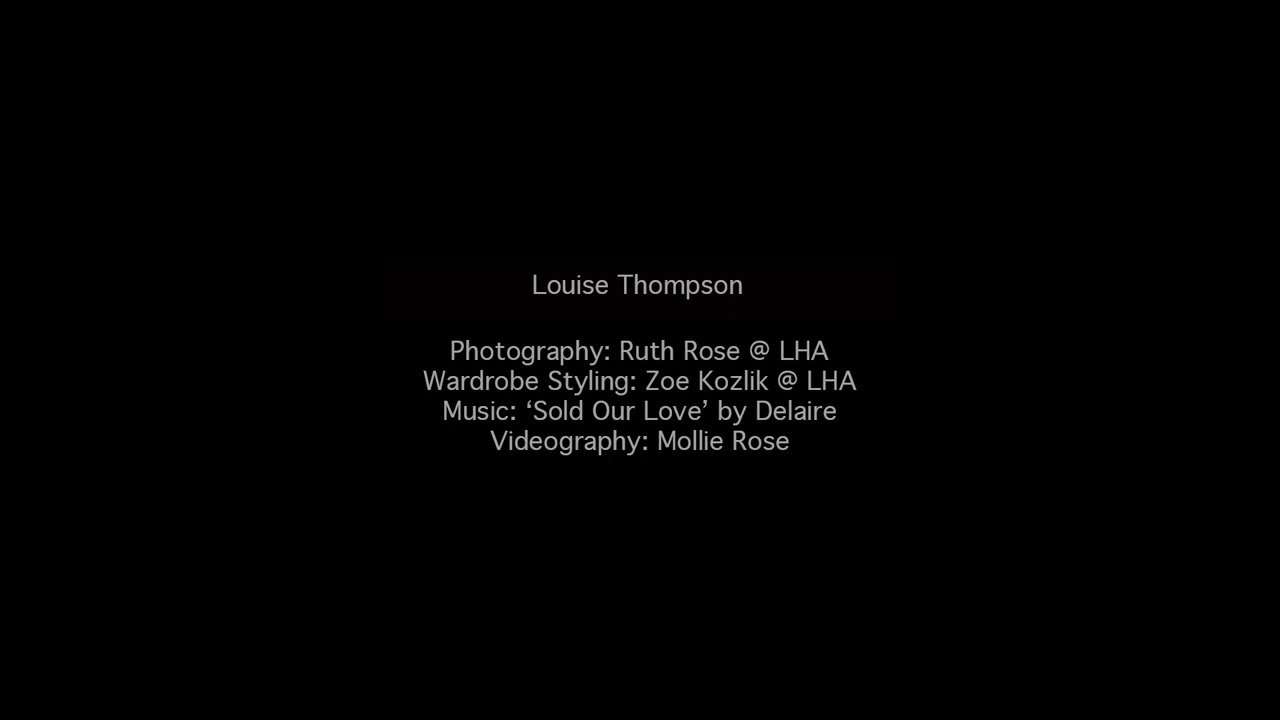 Louise Thompson
Photography: Ruth Rose @ LHA
Wardrobe Styling: Zoe Kozlik @ LHA
Music: ‘Sold Our Love’ by Delaire
Videography: Mollie Rose